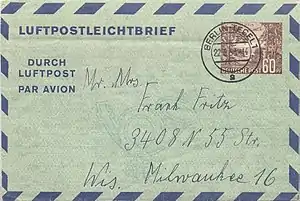 LUFTPOSTLEICHTBRIEF
DURCH
LUFTPOST
PAR AVION
BERLIN
60
a
Mr. Mrs.
Frank Fritz
3408 N 55 Str.
Wis. Milwaukee 16